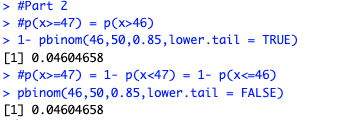 > #Part 2
> #p(x>=47) = p(x>46)
> 1- pbinom(46,50,0.85,lower.tail = TRUE)
[1] 0.04604658
> #p(x>=47) = 1- p(x<47) = 1- p(x<=46)
> pbinom(46,50,0.85,lower.tail = FALSE)
[1] 0.04604658